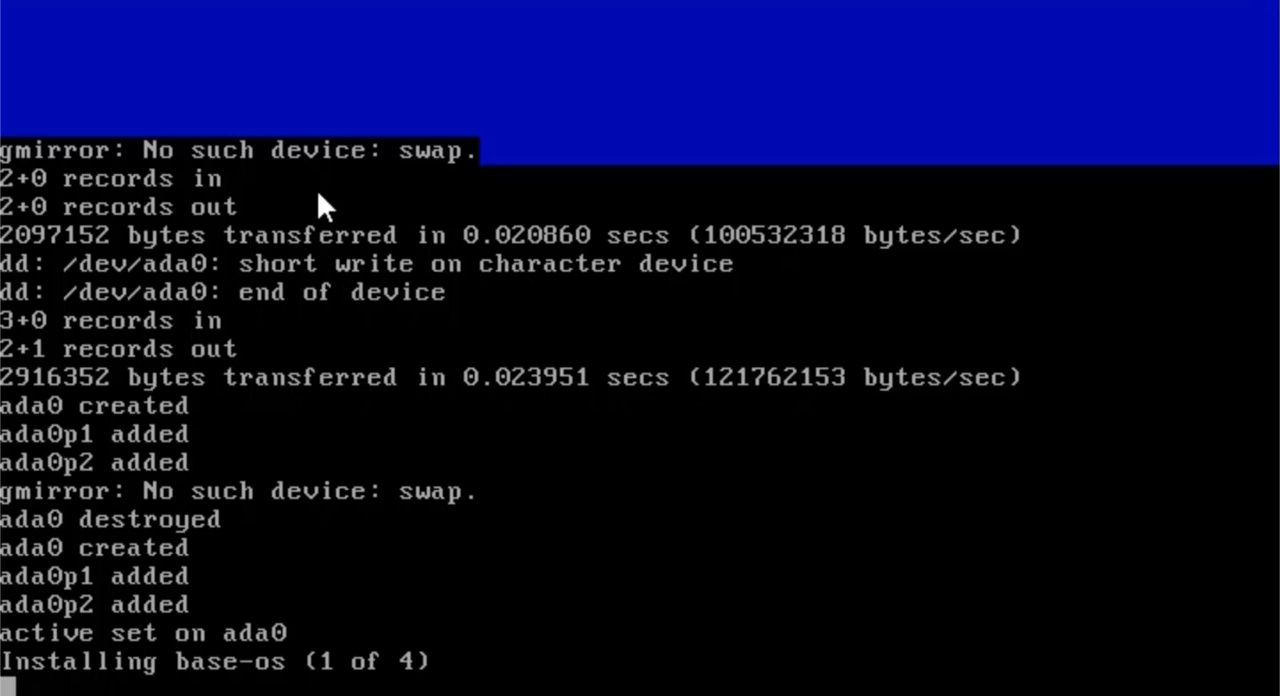 gmirror: No such device: swap.
2+0 records in
2+0 records out
2097152 bytes transferred in 0.020860 secs (100532318 bytes/sec)
dd: /dev/ada0: short write on character device
dd: /dev/ada0: end of device
3+0 records in
2+1 records out
2916352 bytes transferred in 0.023951 secs (121762153 bytes/sec)
ada0 created
ada0p1 added
ada0p2 added
gmirror: No such device: swap.
ada0 destroyed
ada0 created
ada0p1 added
ada0p2 added
active set on ada0
Installing base-os (1 of 4)